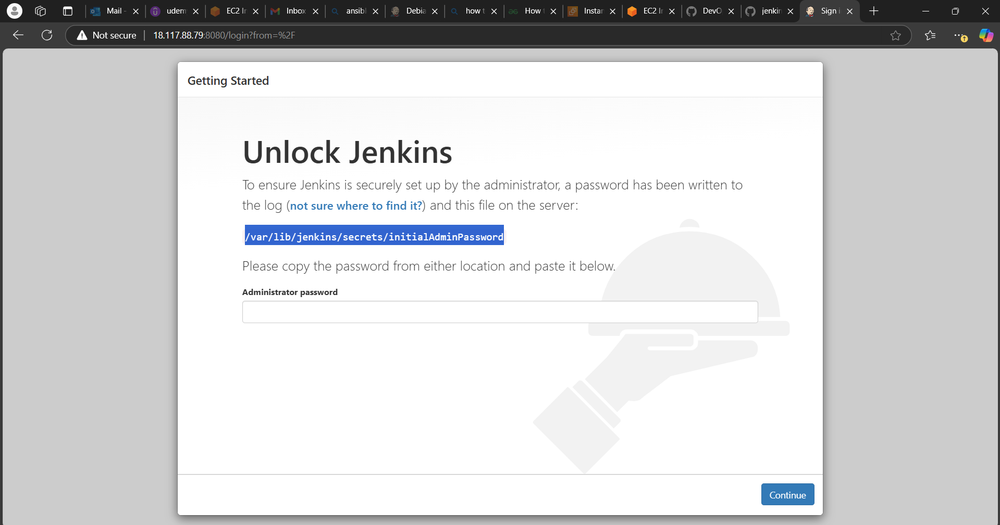 Mail -
udem
EC2 Ir
Inbox
ansibl
Debia
how t
How
Instar
EC2 Ir
DevO
jenkin
Sign i
Not secure
18.117.88.79:8080/login?from=%2F
Getting Started
Unlock Jenkins
To ensure Jenkins is securely set up by the administrator, a password has been written to
the log (not sure where to find it?) and this file on the server:
/var/lib/jenkins/secrets/initialAdminPassword
Please copy the password from either location and paste it below.
Administrator password
Continue